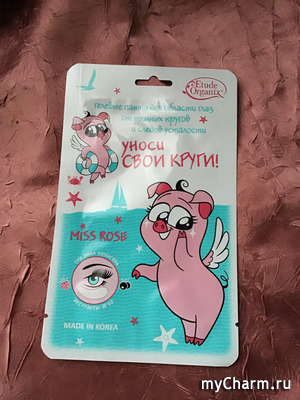 Etude
Organix
Гелевые патчи для области глаз
от темных кругов
и следов усталости
УНОСИ
СВОИ КРУГИ!
MISS ROSE
MADE IN KOREA
myCharm.ru